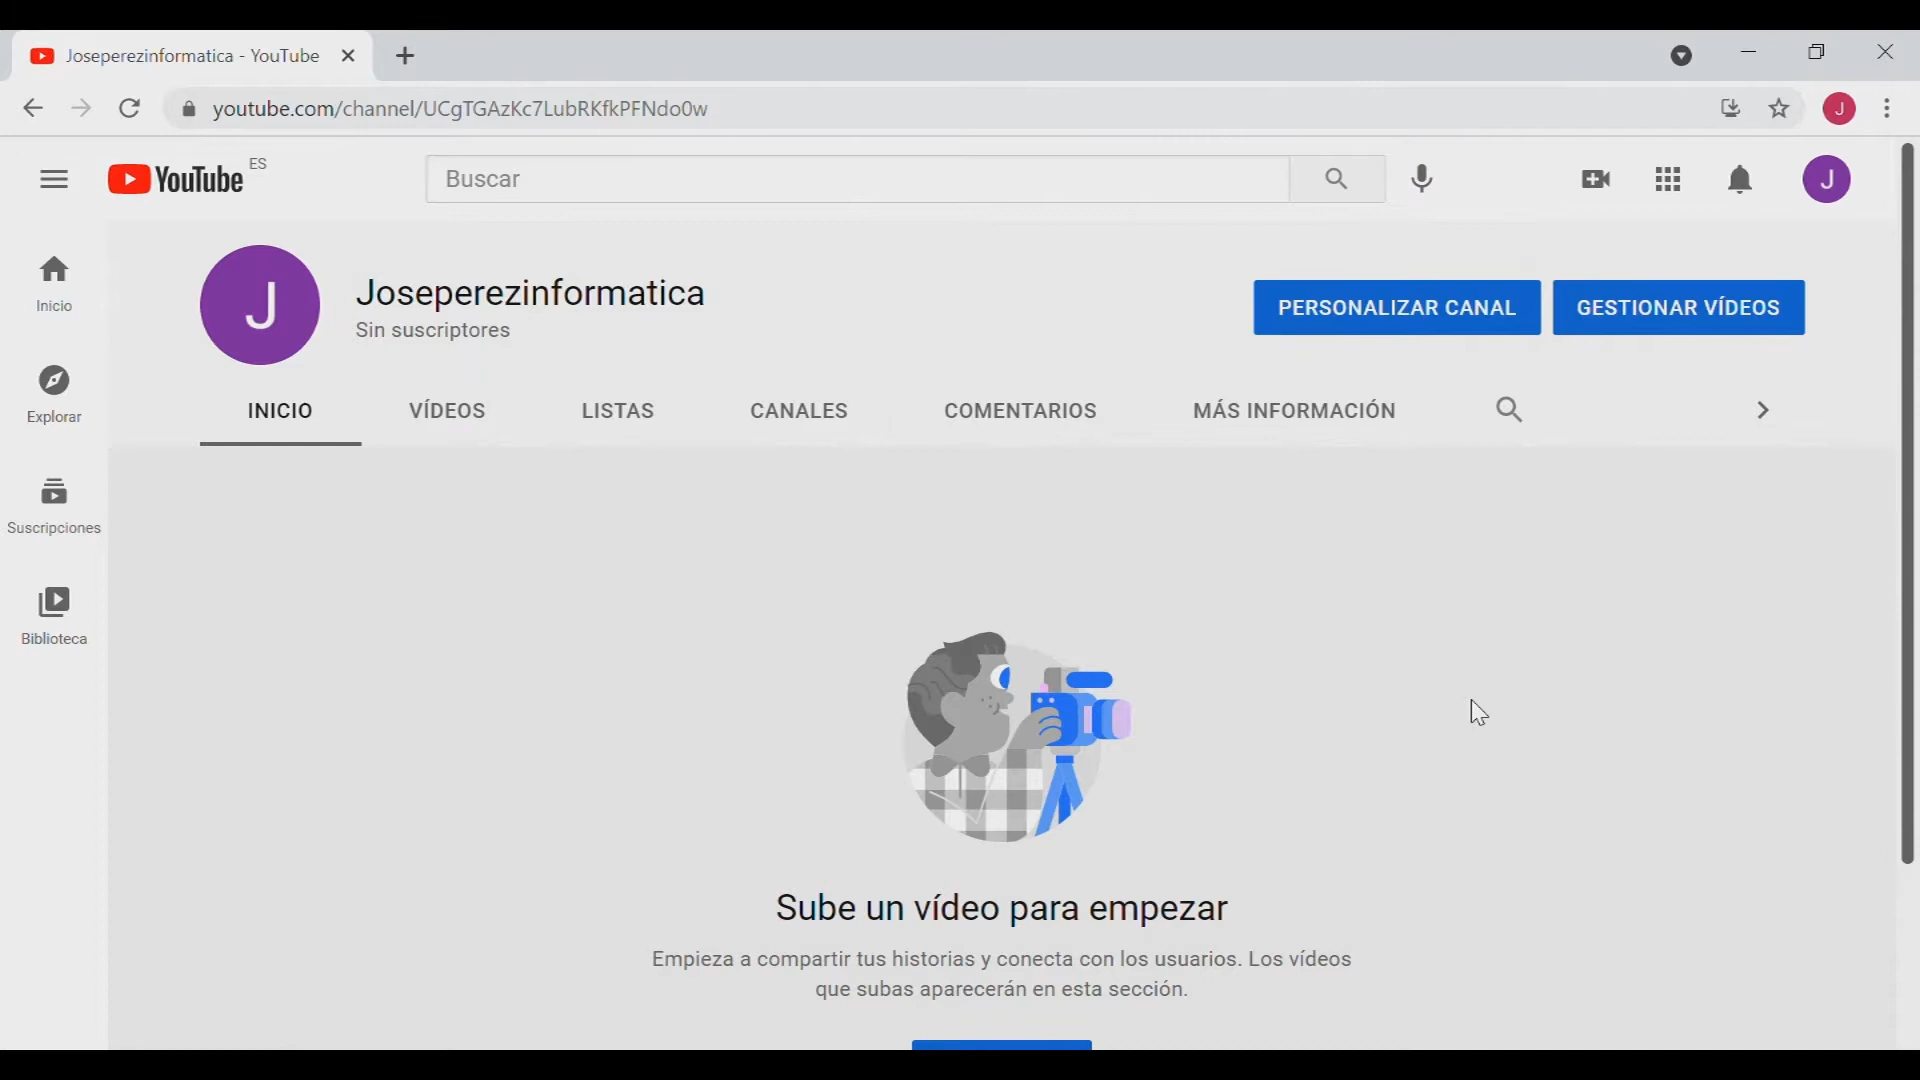 Joseperezinformatica - YouTube
youtube.com/channel/UCgTGAzKc7LubRKfkPFNdo0w
J
YouTube ES
Buscar
J
Inicio
Explorar
Suscripciones
Biblioteca
J
Joseperezinformatica
Sin suscriptores
PERSONALIZAR CANAL
GESTIONAR VÍDEOS
INICIO
VÍDEOS
LISTAS
CANALES
COMENTARIOS
MÁS INFORMACIÓN
Sube un vídeo para empezar
Empieza a compartir tus historias y conecta con los usuarios. Los vídeos
que subas aparecerán en esta sección.